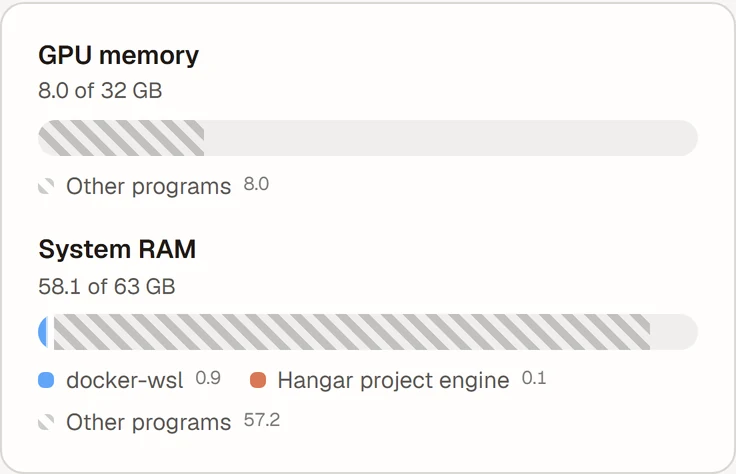 GPU memory
8.0 of 32 GB
Other programs 8.0
System RAM
58.1 of 63 GB
docker-wsl 0.9 Hangar project engine 0.1
Other programs 57.2